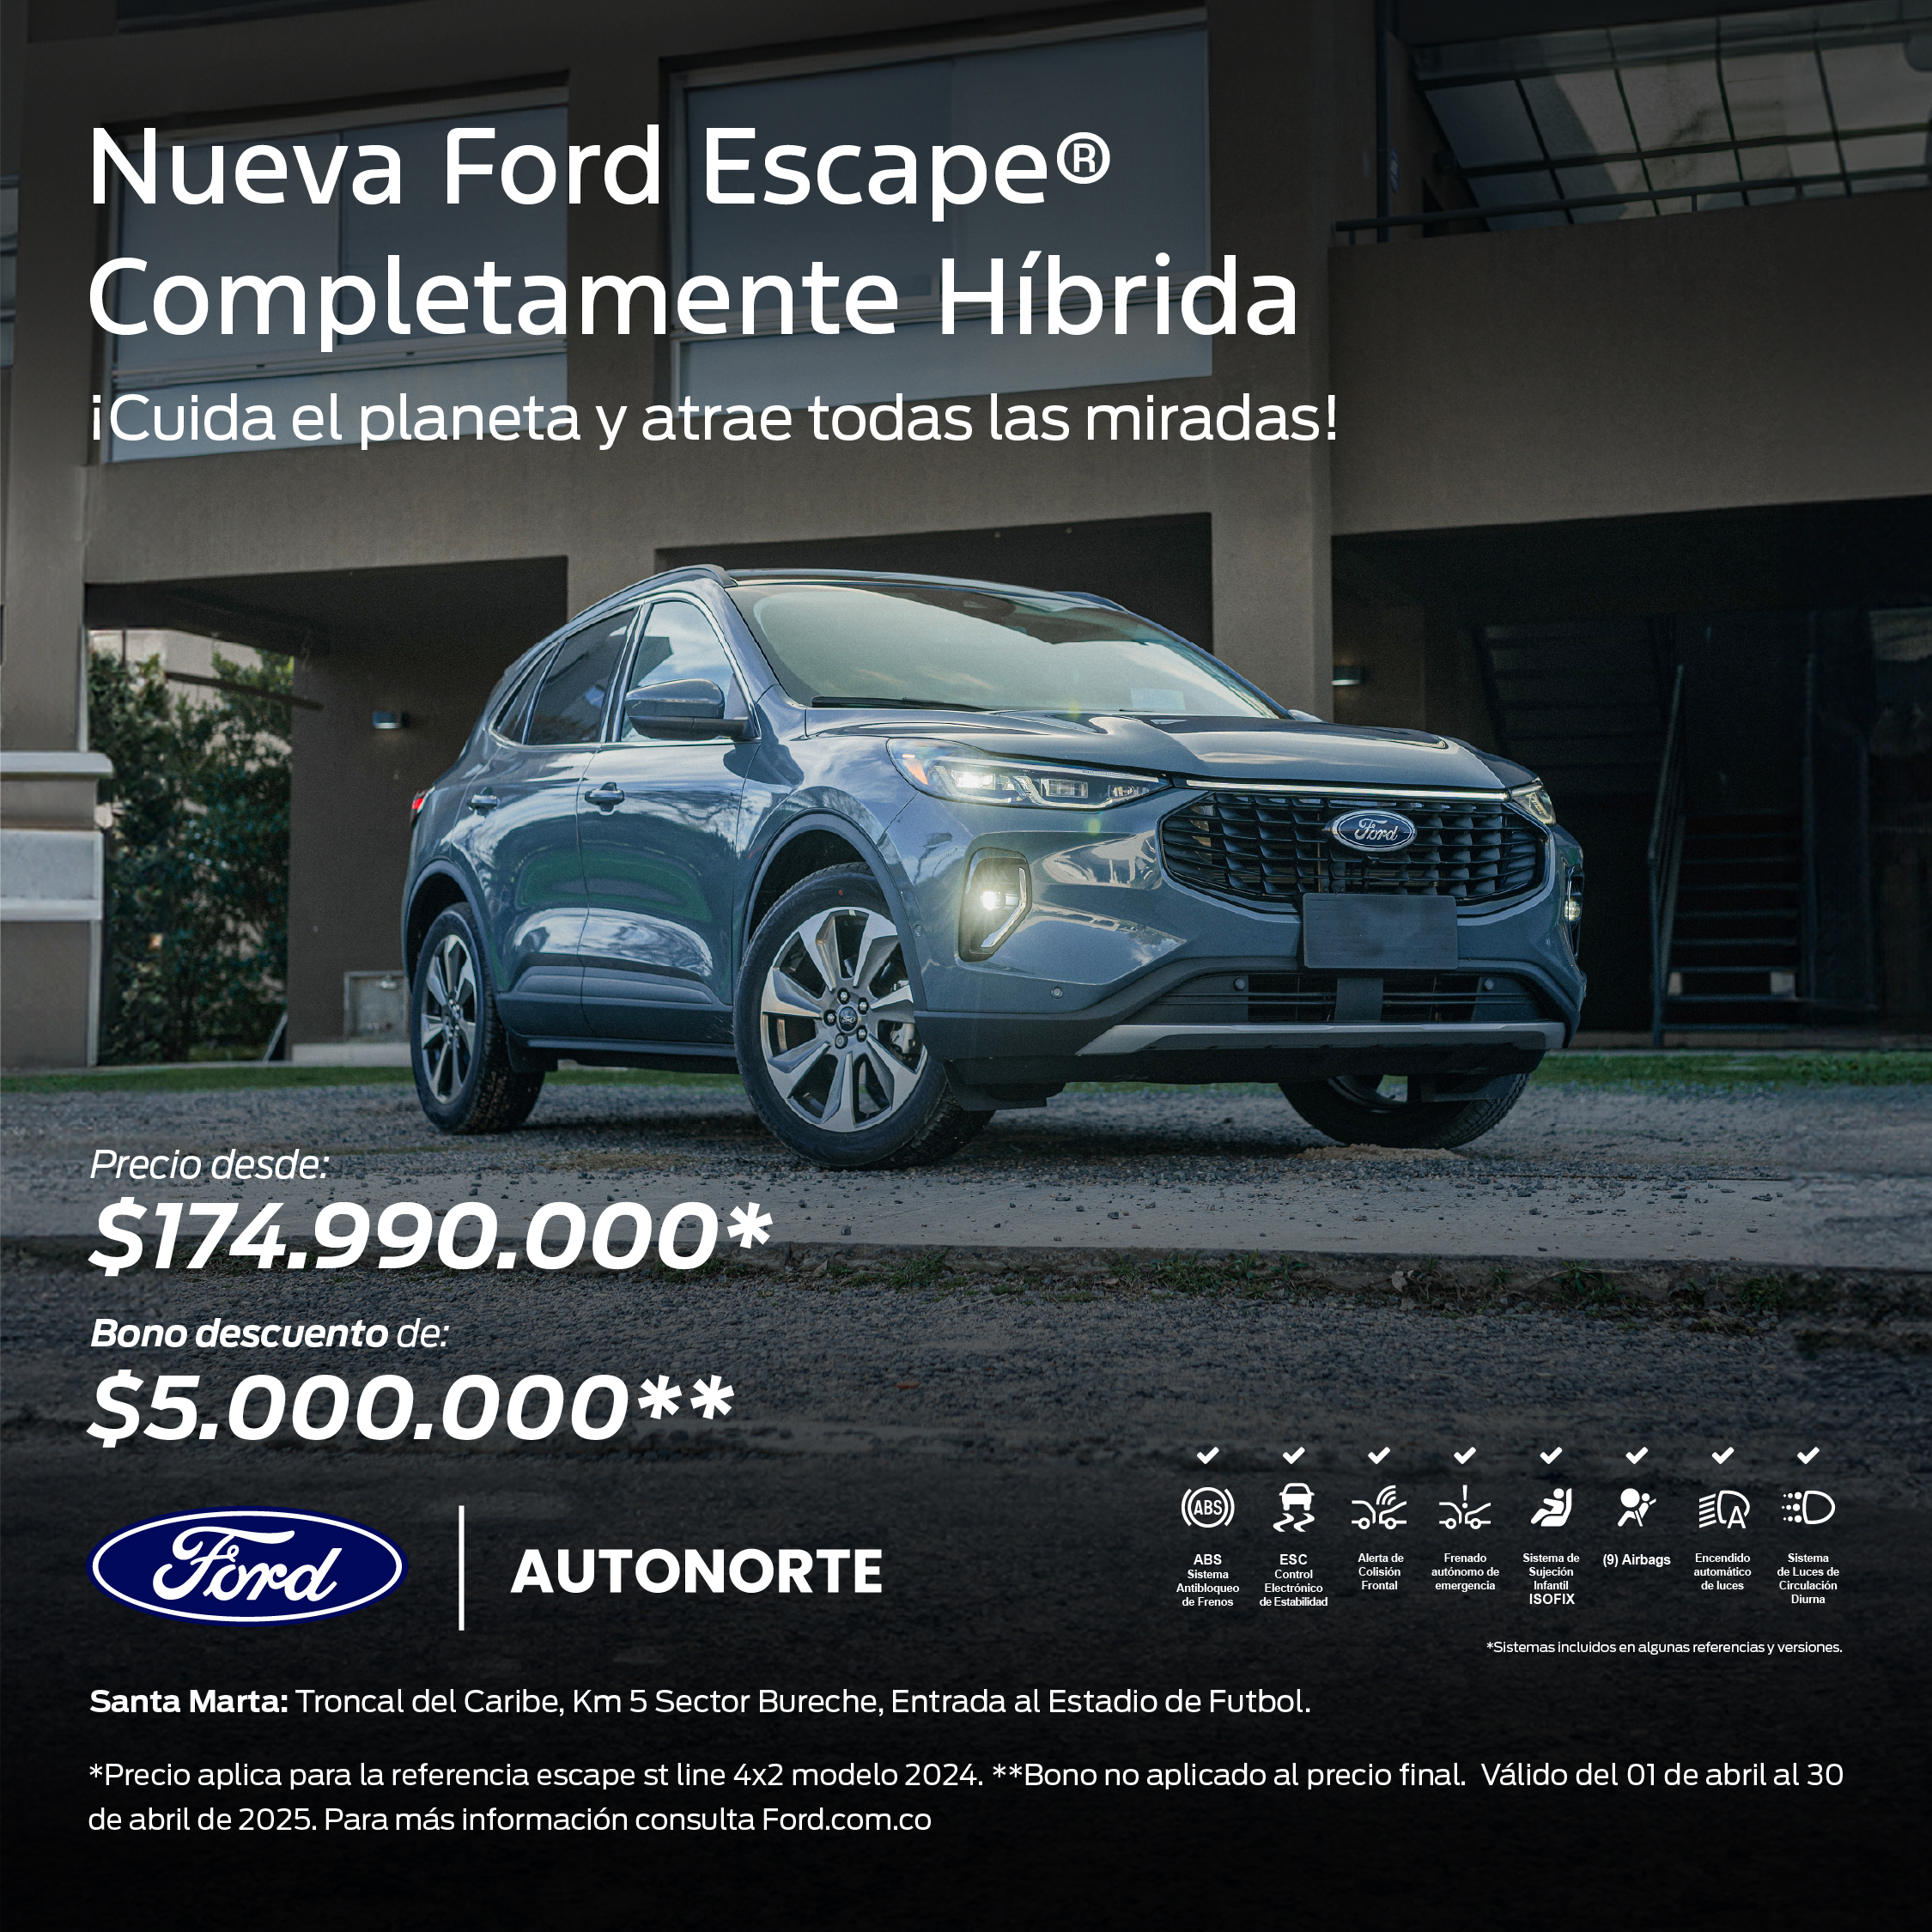 Nueva Ford Escape®
Completamente Híbrida
¡Cuida el planeta y atrae todas las miradas!
Ford
Precio desde:
$174.990.000*
Bono descuento de:
$5.000.000**
Ford
AUTONORTE
ABS
ABS
Sistema
Antibloqueo
de Frenos
ESC
Control
Electrónico
de Estabilidad
Alerta de
Colisión
Frontal
Frenado
autónomo de
emergencia
Sistema de
Sujeción
Infantil
ISOFIX
(9) Airbags
A
Encendido
automático
de luces
Sistema
de Luces de
Circulación
Diurna
*Sistemas incluidos en algunas referencias y versiones.
Santa Marta: Troncal del Caribe, Km 5 Sector Bureche, Entrada al Estadio de Futbol.
*Precio aplica para la referencia escape st line 4x2 modelo 2024. **Bono no aplicado al precio final. Válido del 01 de abril al 30
de abril de 2025. Para más información consulta Ford.com.co